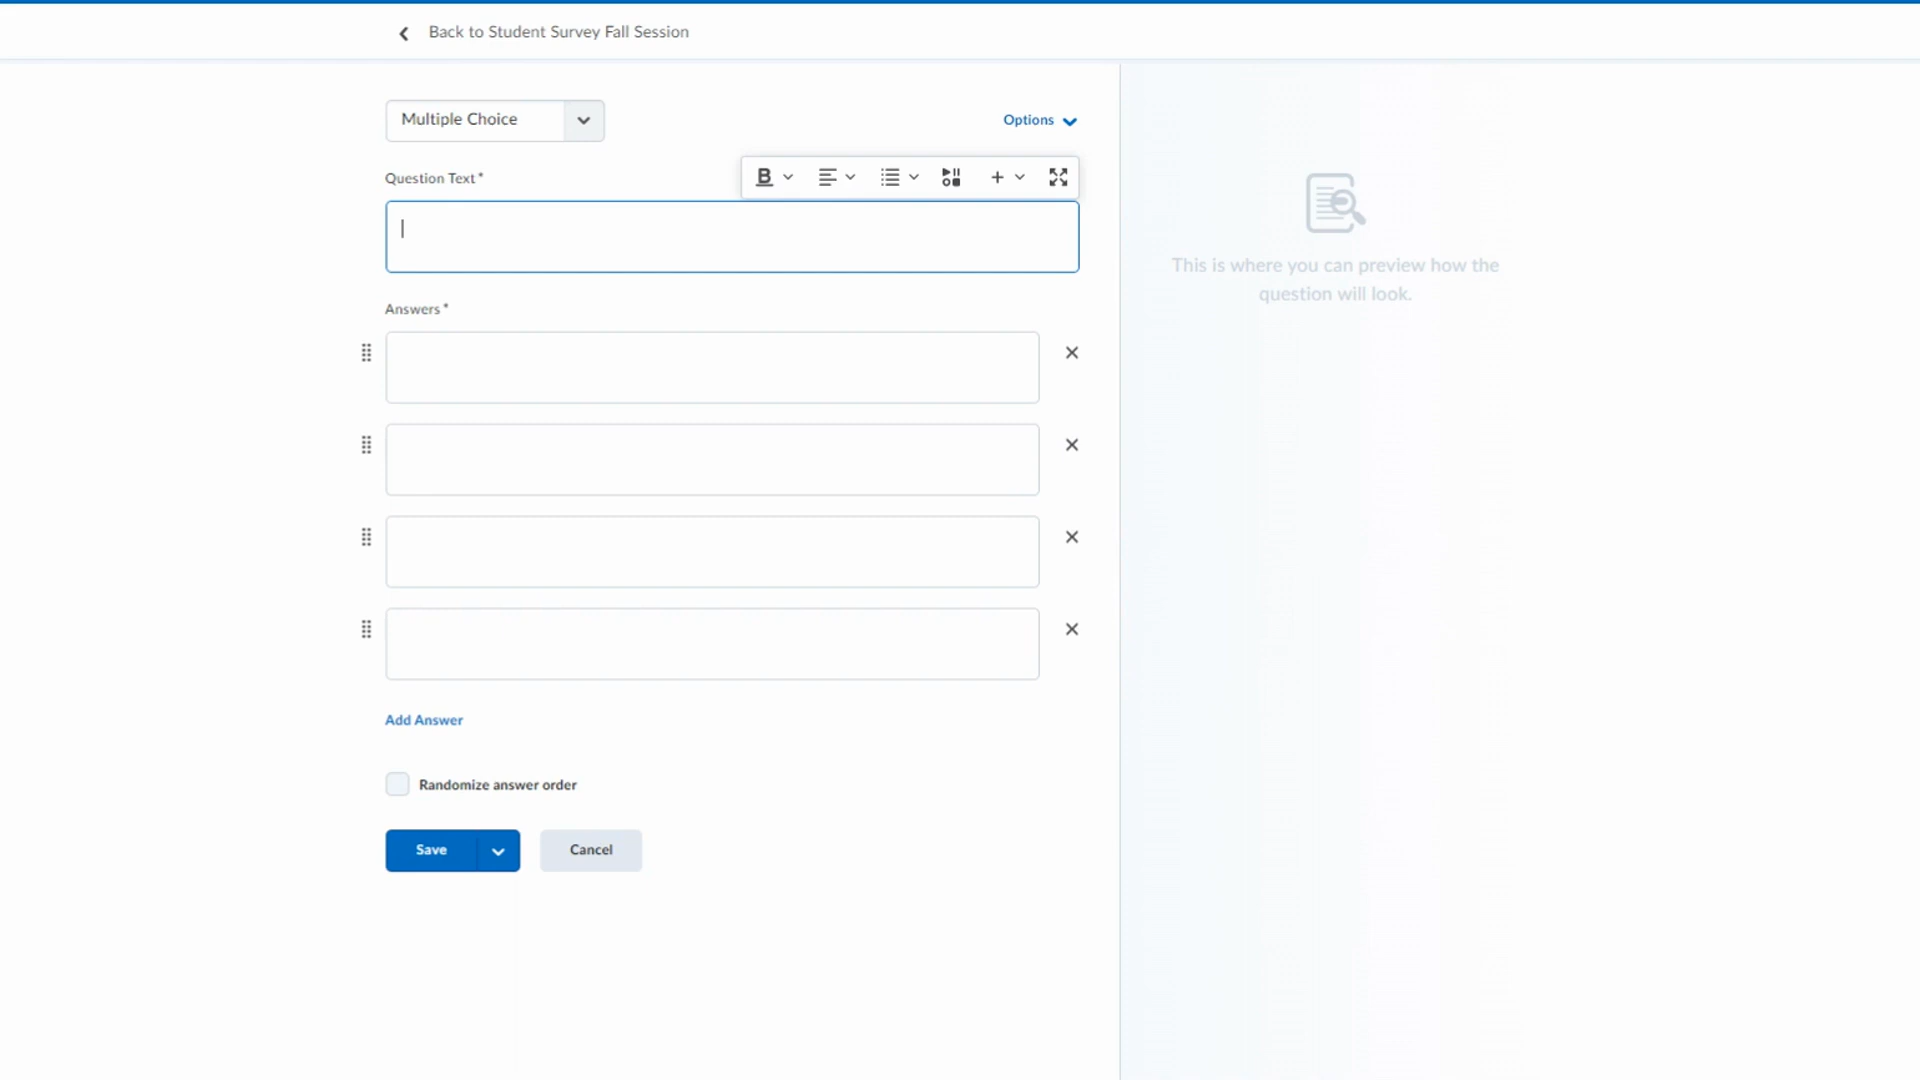 Back to Student Survey Fall Session
Multiple Choice
Options
Question Text*
B
Answers*
Add Answer
Randomize answer order
Save
Cancel
This is where you can preview how the
question will look.